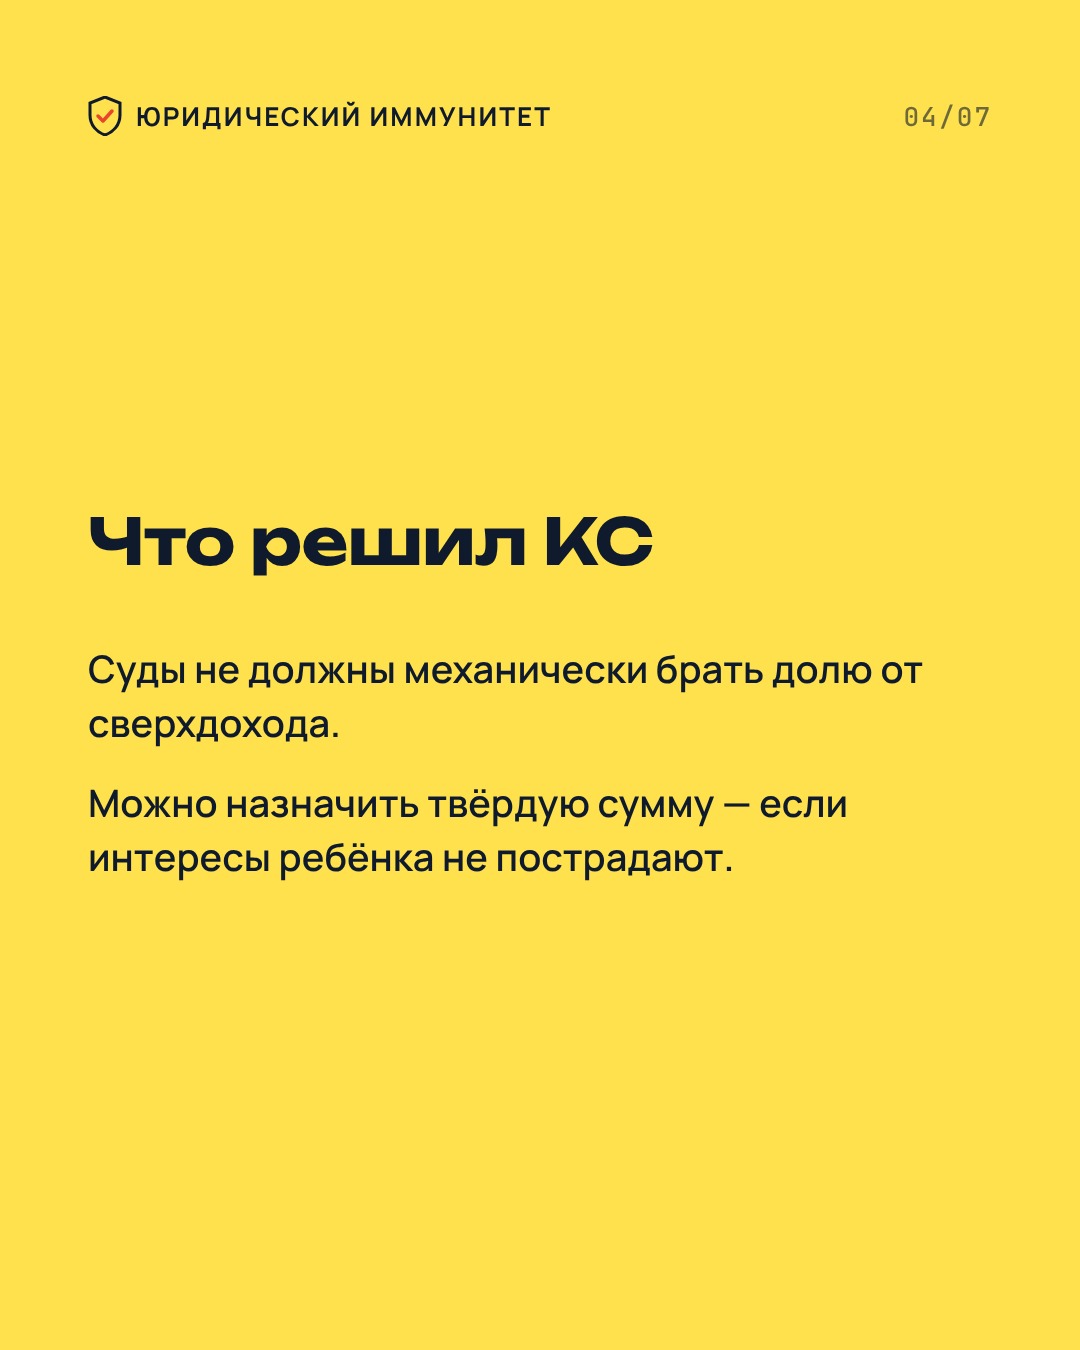 ЮРИДИЧЕСКИЙ ИММУНИТЕТ
04/07
Что решил КС
Суды не должны механически брать долю от
сверхдохода.
Можно назначить твёрдую сумму — если
интересы ребёнка не пострадают.